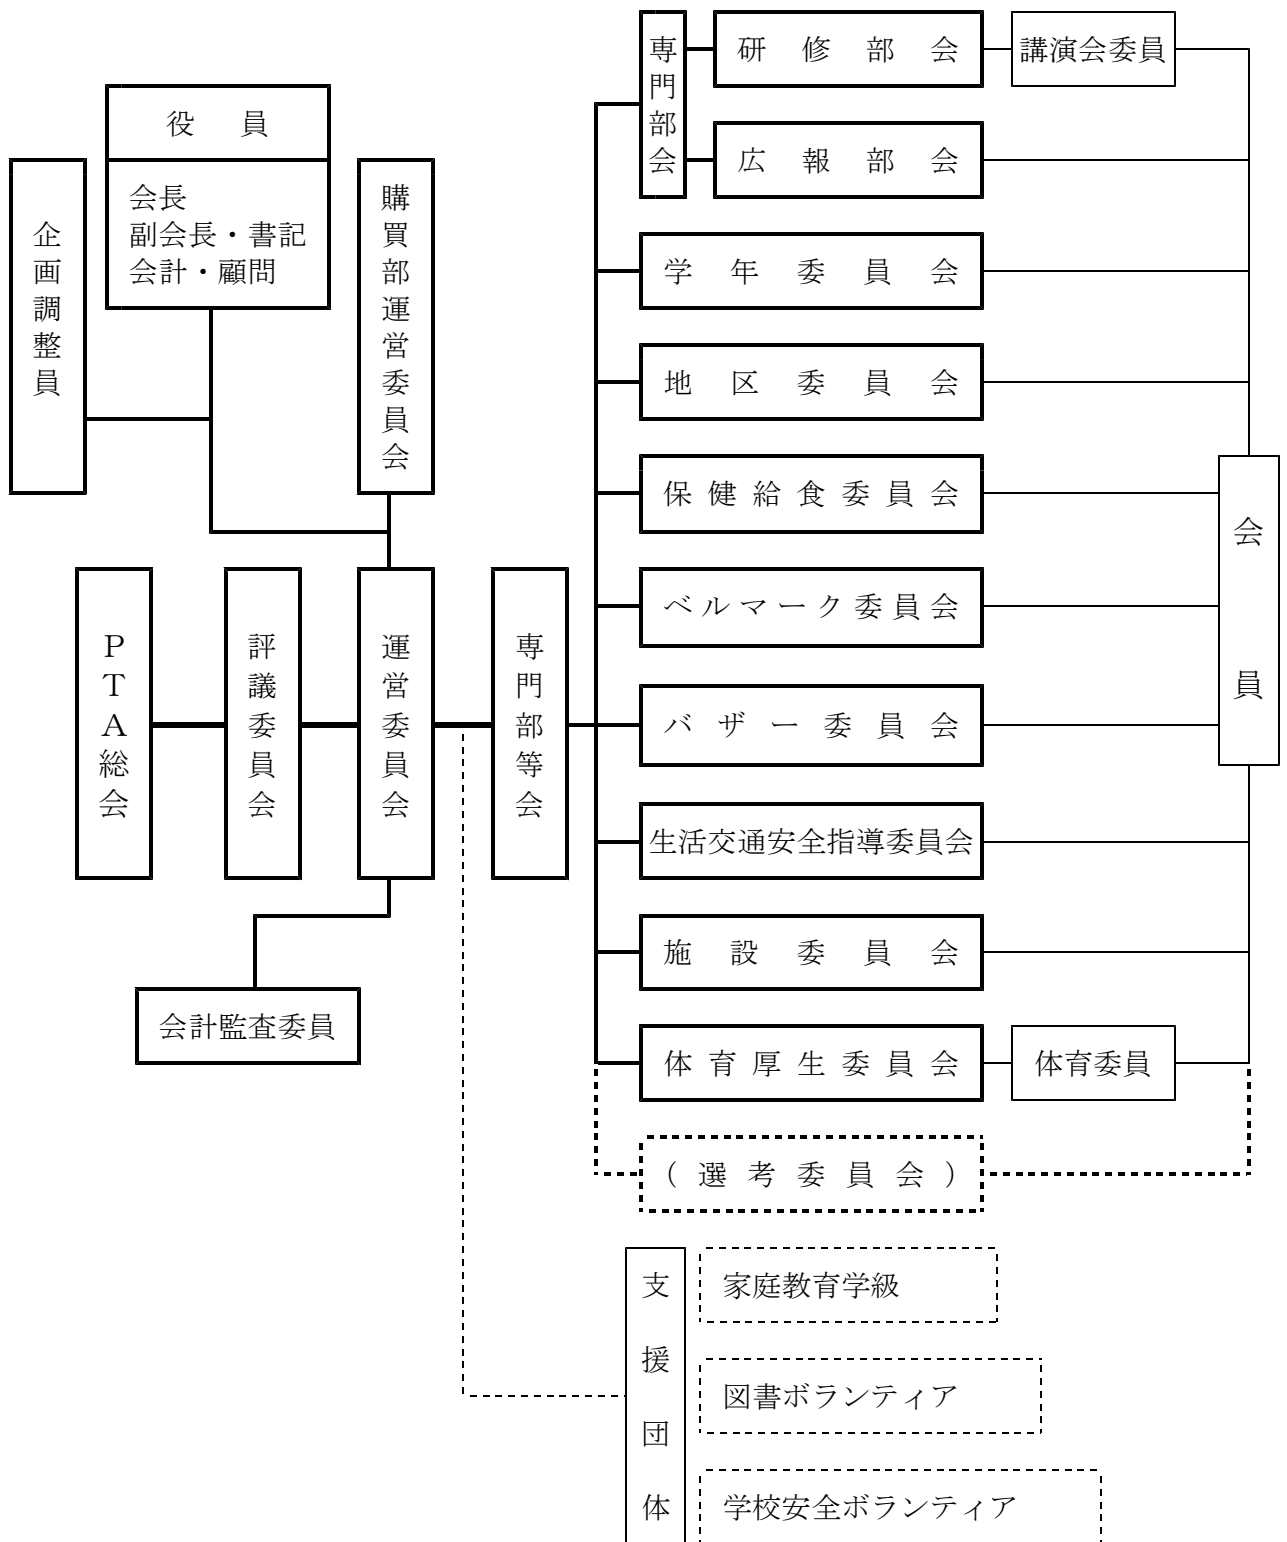 役員
会長
副会長・書記
会計・顧問
企画調整員
購買部運営委員会
PTA総会
評議委員会
運営委員会
専門部等会
会計監査委員
専門部会
研修部会
講演会委員
広報部会
学年委員会
地区委員会
保健給食委員会
ベルマーク委員会
バザー委員会
生活交通安全指導委員会
施設委員会
体育厚生委員会
体育委員
(選考委員会)
会員
支援団体
家庭教育学級
図書ボランティア
学校安全ボランティア